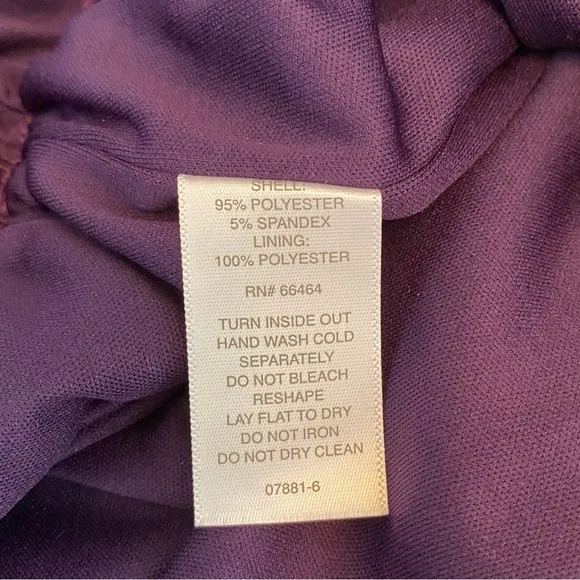 SHELL:
95% POLYESTER
5% SPANDEX
LINING:
100% POLYESTER
RN# 66464
TURN INSIDE OUT
HAND WASH COLD
SEPARATELY
DO NOT BLEACH
RESHAPE
LAY FLAT TO DRY
DO NOT IRON
DO NOT DRY CLEAN
07881-6